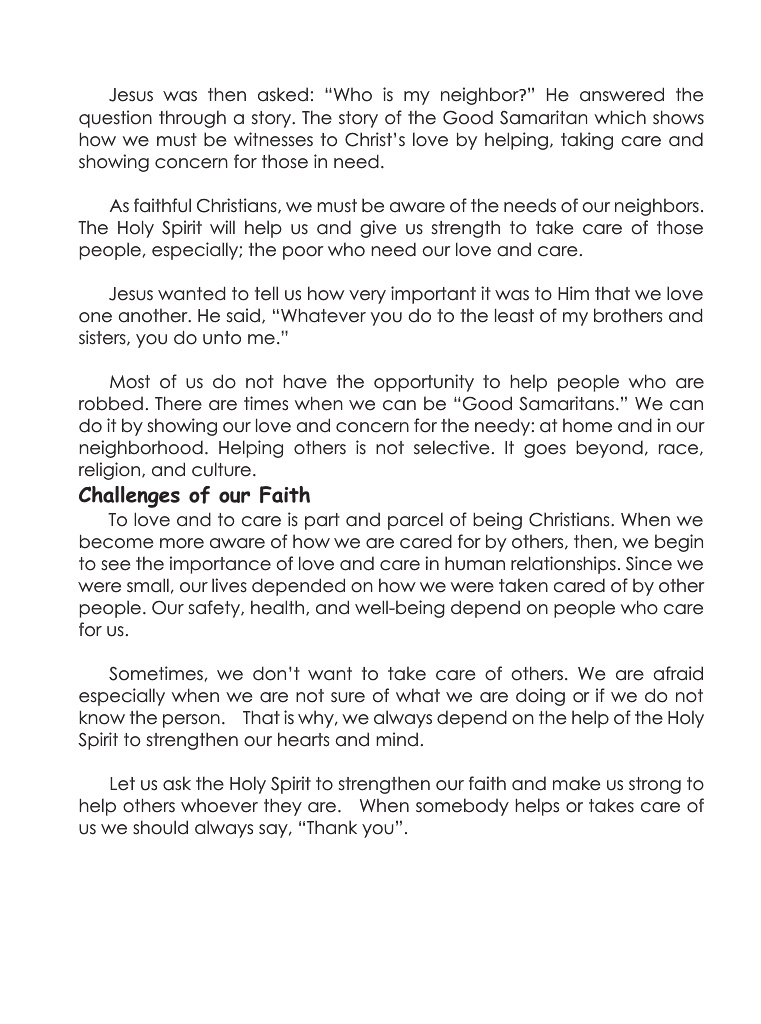 Jesus was then asked: “Who is my neighbor?” He answered the
question through a story. The story of the Good Samaritan which shows
how we must be witnesses to Christ’s love by helping, taking care and
showing concern for those in need.
As faithful Christians, we must be aware of the needs of our neighbors.
The Holy Spirit will help us and give us strength to take care of those
people, especially; the poor who need our love and care.
Jesus wanted to tell us how very important it was to Him that we love
one another. He said, “Whatever you do to the least of my brothers and
sisters, you do unto me.”
Most of us do not have the opportunity to help people who are
robbed. There are times when we can be “Good Samaritans.” We can
do it by showing our love and concern for the needy: at home and in our
neighborhood. Helping others is not selective. It goes beyond, race,
religion, and culture.
Challenges of our Faith
To love and to care is part and parcel of being Christians. When we
become more aware of how we are cared for by others, then, we begin
to see the importance of love and care in human relationships. Since we
were small, our lives depended on how we were taken cared of by other
people. Our safety, health, and well-being depend on people who care
for us.
Sometimes, we don’t want to take care of others. We are afraid
especially when we are not sure of what we are doing or if we do not
know the person.   That is why, we always depend on the help of the Holy
Spirit to strengthen our hearts and mind.
Let us ask the Holy Spirit to strengthen our faith and make us strong to
help others whoever they are.   When somebody helps or takes care of
us we should always say, “Thank you”.